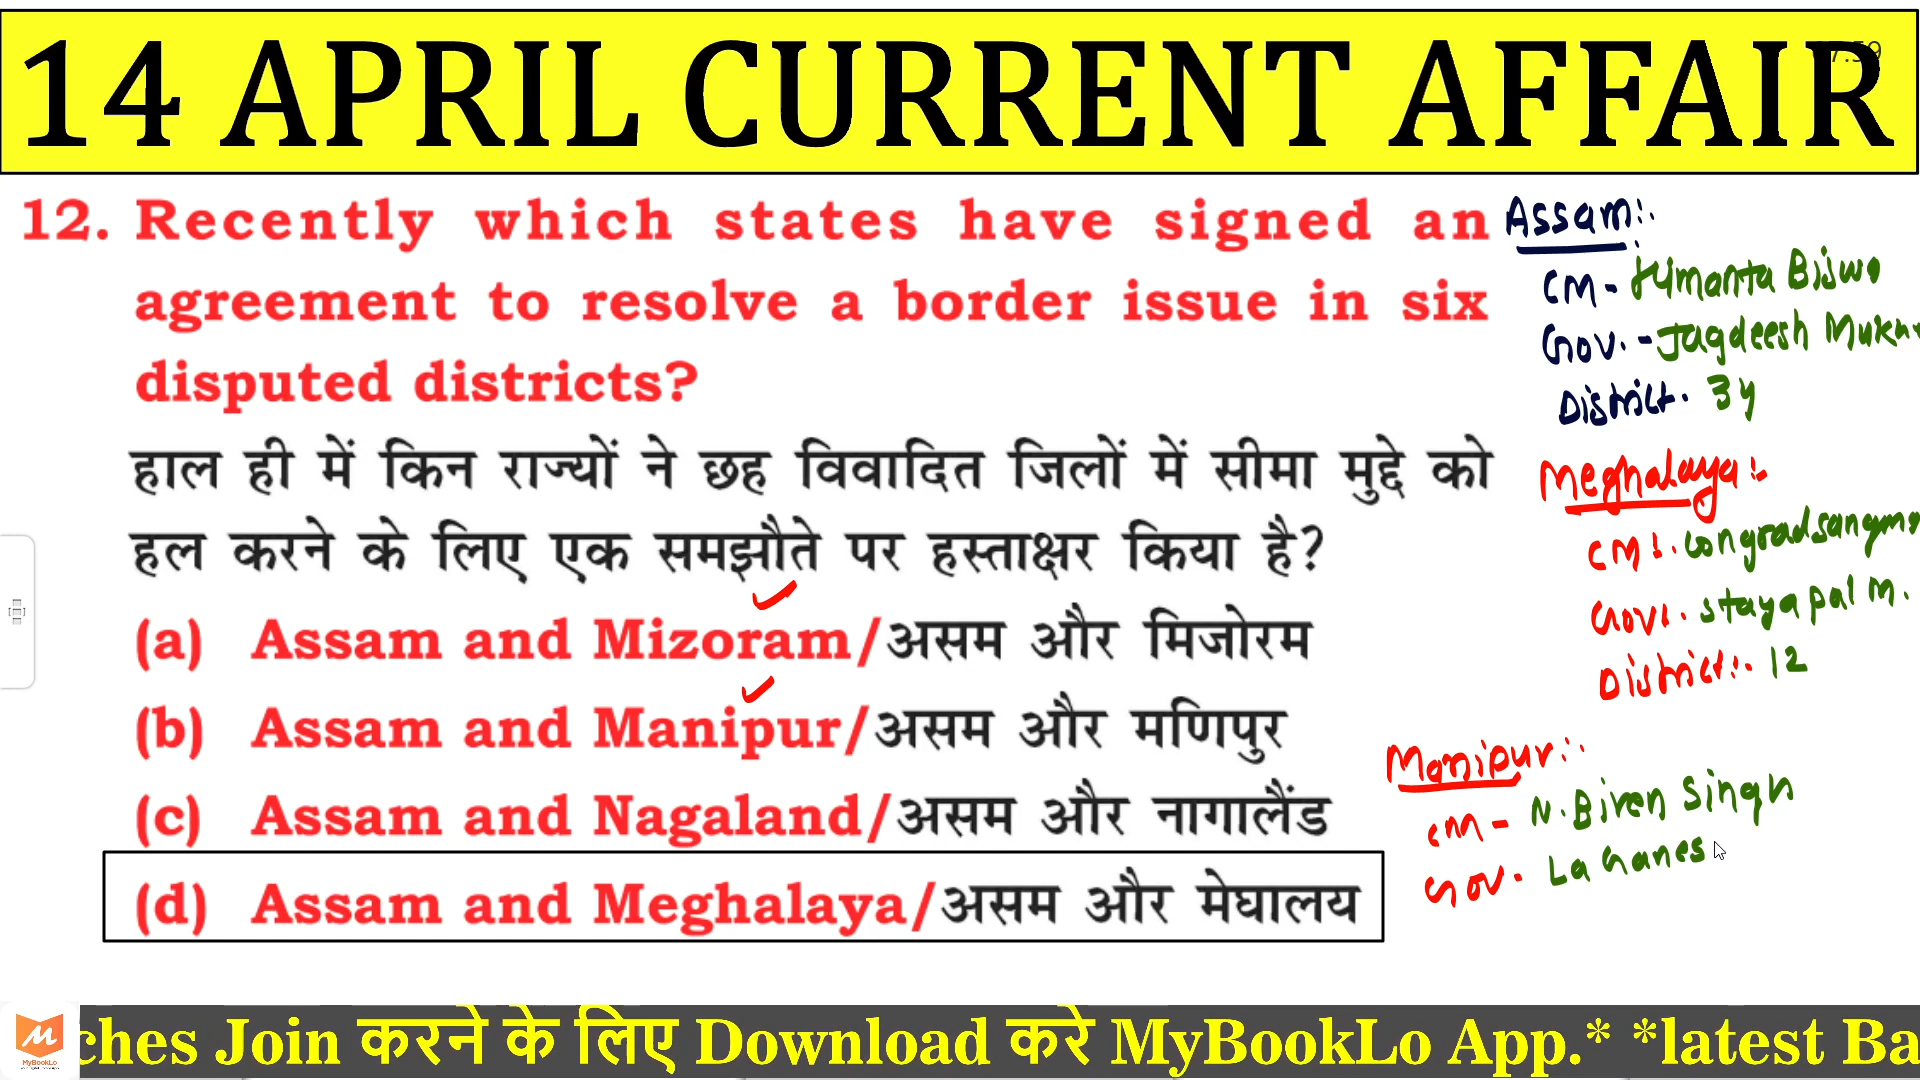 14 APRIL CURRENT AFFAIR
12. Recently which states have signed an
agreement to resolve a border issue in six
disputed districts?
हाल ही में किन राज्यों ने छह विवादित जिलों में सीमा मुद्दे को
हल करने के लिए एक समझौते पर हस्ताक्षर किया है?
(a) Assam and Mizoram/असम और मिजोरम
(b) Assam and Manipur/असम और मणिपुर
(c) Assam and Nagaland/असम और नागालैंड
(d) Assam and Meghalaya/असम और मेघालय
Assam:-
CM - Himanta Biswa
Gov. - Jagdeesh
District. 34
Meghalaya:-
CM:. Congradsangma
Gov:. Stayapal M.
District:- 12
Manipur:-
CM - N. Biren Singh
Gov. La Ganes
ches Join करने के लिए Download करे MyBookLo App.* *latest Ba
MyBookLo